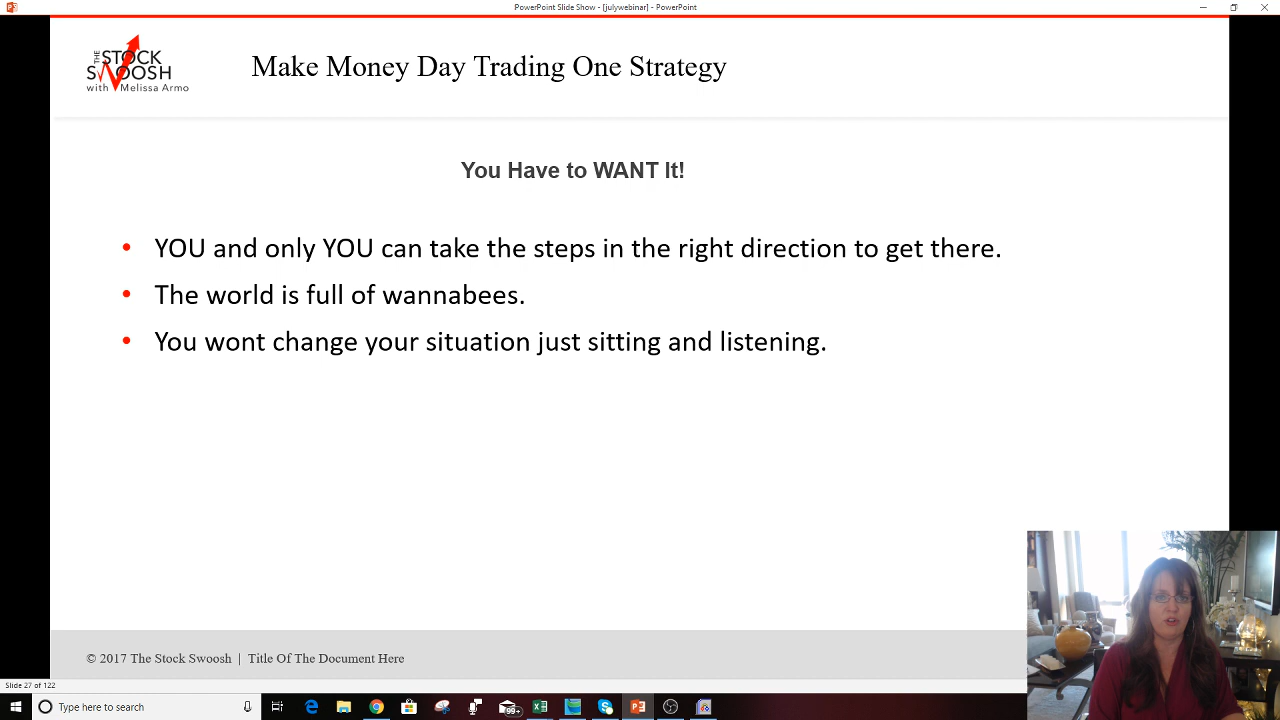 PowerPoint Slide Show - [julywebinar] - PowerPoint
THE STOCK
SWOOSH
with Melissa Armo
Make Money Day Trading One Strategy
You Have to WANT It!
• YOU and only YOU can take the steps in the right direction to get there.
• The world is full of wannabees.
• You wont change your situation just sitting and listening.
© 2017 The Stock Swoosh | Title Of The Document Here
Slide 27 of 122
Type here to search
99+